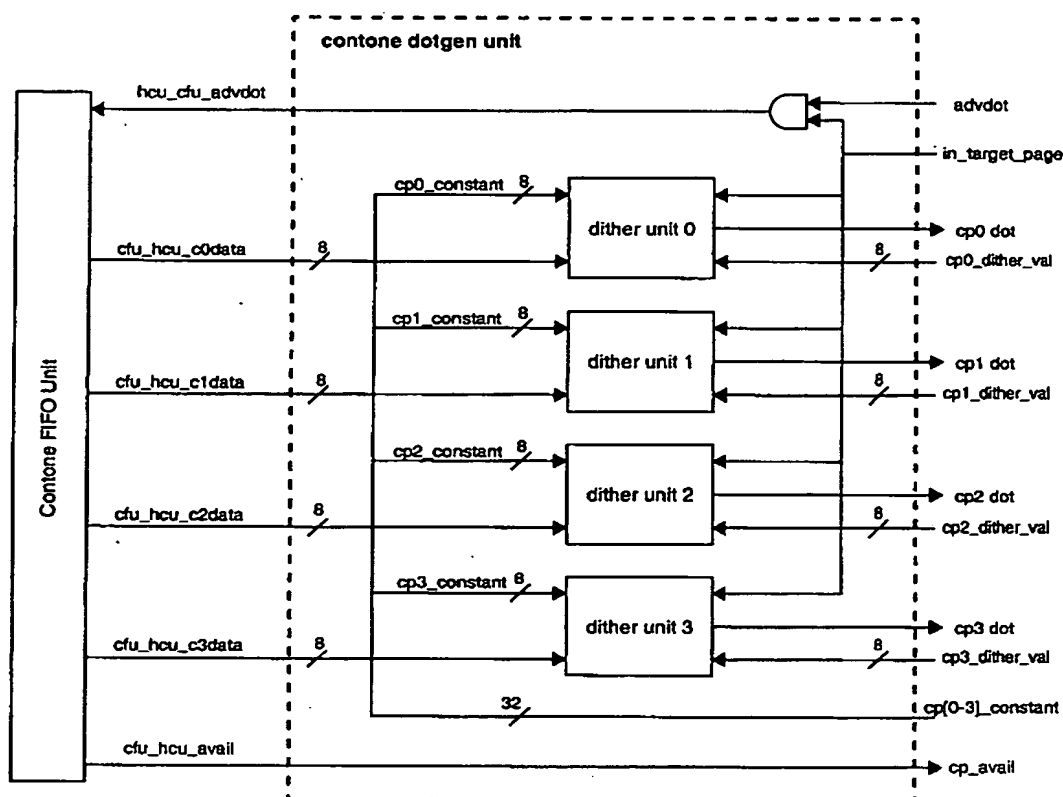 contone dotgen unit
hcu_cfu_advdot
advdot
in_target_page
cp0_constant 8
dither unit 0
cp0 dot
cfu_hcu_c0data 8
8 cp0_dither_val
cp1_constant 8
dither unit 1
cp1 dot
cfu_hcu_c1data 8
8 cp1_dither_val
Contone FIFO Unit
cp2_constant 8
dither unit 2
cp2 dot
cfu_hcu_c2data 8
8 cp2_dither_val
cp3_constant 8
dither unit 3
cp3 dot
cfu_hcu_c3data 8
8 cp3_dither_val
32
cp[0-3]_constant
cfu_hcu_avail
cp_avail